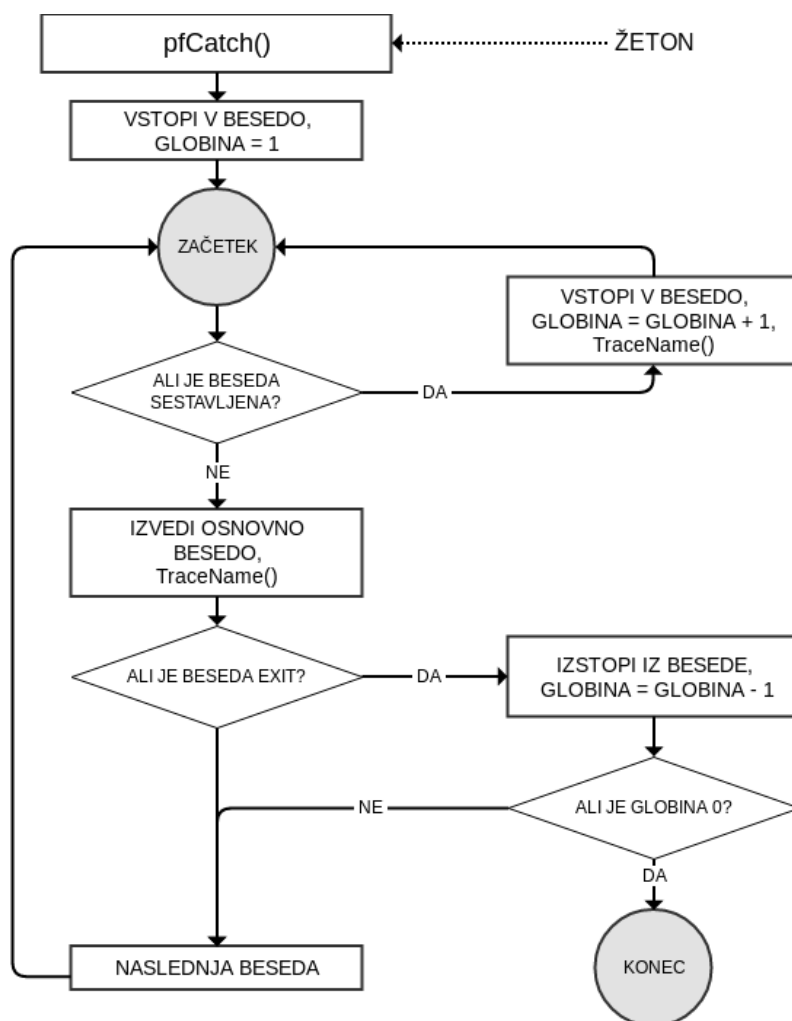 pfCatch()
ŽETON
VSTOPI V BESEDO,
GLOBINA = 1
ZAČETEK
VSTOPI V BESEDO,
GLOBINA = GLOBINA + 1,
TraceName()
ALI JE BESEDA
SESTAVLJENA?
DA
NE
IZVEDI OSNOVNO
BESEDO,
TraceName()
ALI JE BESEDA EXIT?
DA
IZSTOPI IZ BESEDE,
GLOBINA = GLOBINA - 1
NE
ALI JE GLOBINA 0?
DA
NASLEDNJA BESEDA
KONEC